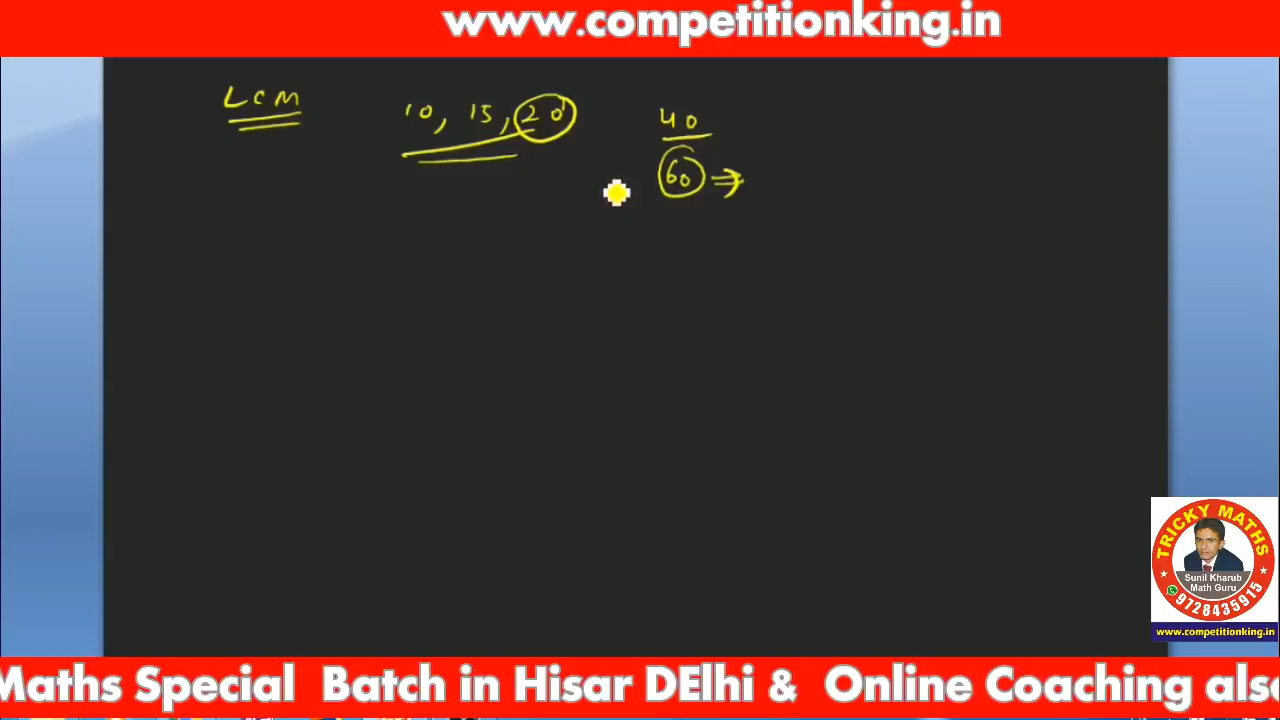 www.competitionking.in
LCM 10, 15, 20 40
60 ⇒
TRICKY MATHS
Sunil Kharub
Math Guru
9728435915
www.competitionking.in
Maths Special Batch in Hisar DElhi & Online Coaching also